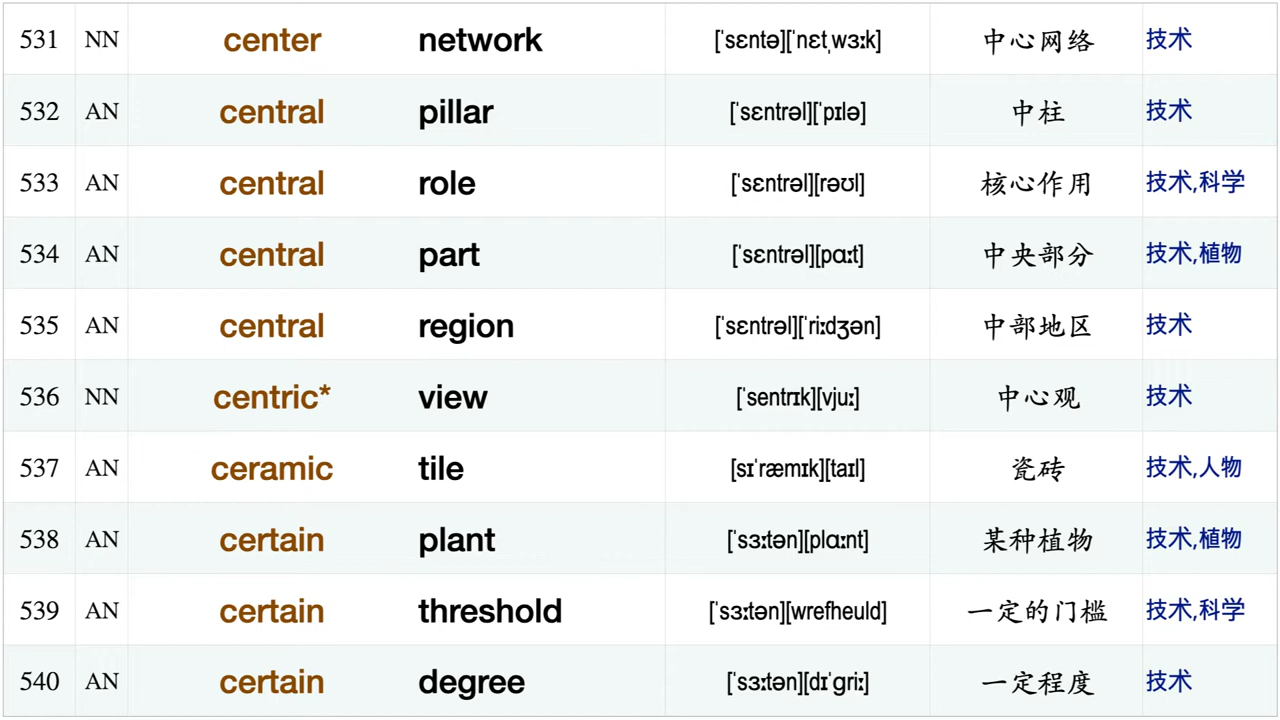 531 NN center network [ˈsɛntə][ˈnɛtˌwɜːk] 中心网络 技术
532 AN central pillar [ˈsɛntrəl][ˈpɪlə] 中柱 技术
533 AN central role [ˈsɛntrəl][rəʊl] 核心作用 技术,科学
534 AN central part [ˈsɛntrəl][pɑːt] 中央部分 技术,植物
535 AN central region [ˈsɛntrəl][ˈriːdʒən] 中部地区 技术
536 NN centric* view [ˈsentrɪk][vjuː] 中心观 技术
537 AN ceramic tile [sɪˈræmɪk][taɪl] 瓷砖 技术,人物
538 AN certain plant [ˈsɜːtən][plɑːnt] 某种植物 技术,植物
539 AN certain threshold [ˈsɜːtən][wrefheuld] 一定的门槛 技术,科学
540 AN certain degree [ˈsɜːtən][dɪˈɡriː] 一定程度 技术